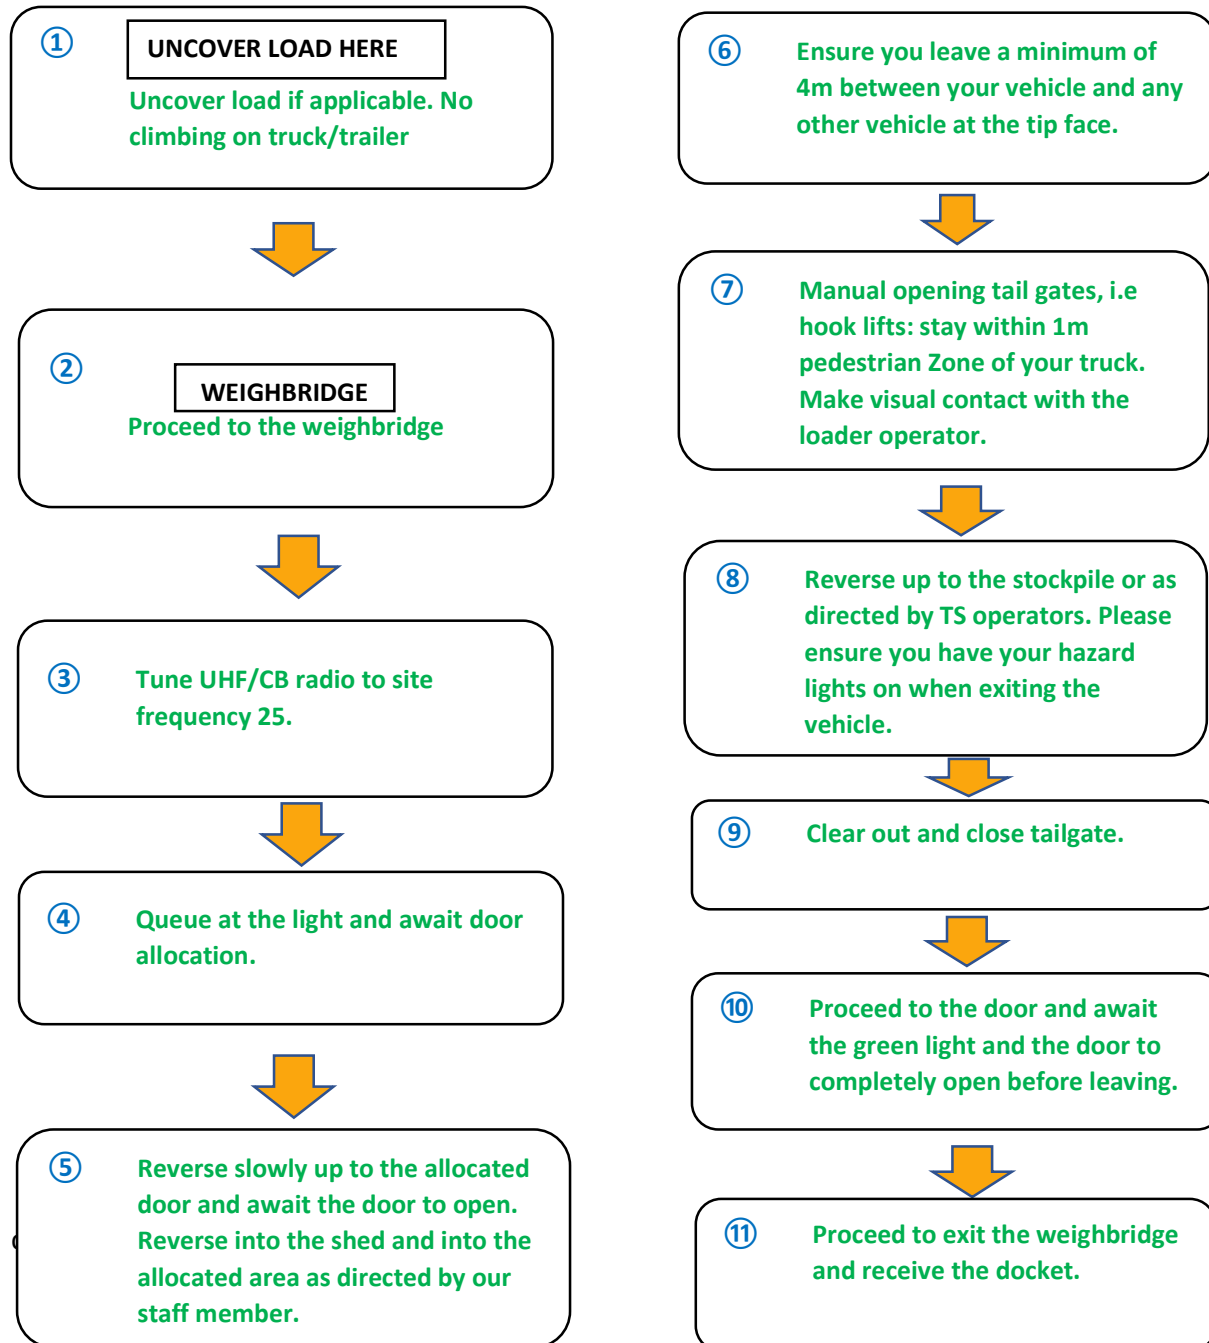 ①
UNCOVER LOAD HERE
Uncover load if applicable. No
climbing on truck/trailer
②
WEIGHBRIDGE
Proceed to the weighbridge
③
Tune UHF/CB radio to site
frequency 25.
④
Queue at the light and await door
allocation.
⑤
Reverse slowly up to the allocated
door and await the door to open.
Reverse into the shed and into the
allocated area as directed by our
staff member.
⑥
Ensure you leave a minimum of
4m between your vehicle and any
other vehicle at the tip face.
⑦
Manual opening tail gates, i.e
hook lifts: stay within 1m
pedestrian Zone of your truck.
Make visual contact with the
loader operator.
⑧
Reverse up to the stockpile or as
directed by TS operators. Please
ensure you have your hazard
lights on when exiting the
vehicle.
⑨
Clear out and close tailgate.
⑩
Proceed to the door and await
the green light and the door to
completely open before leaving.
⑪
Proceed to exit the weighbridge
and receive the docket.